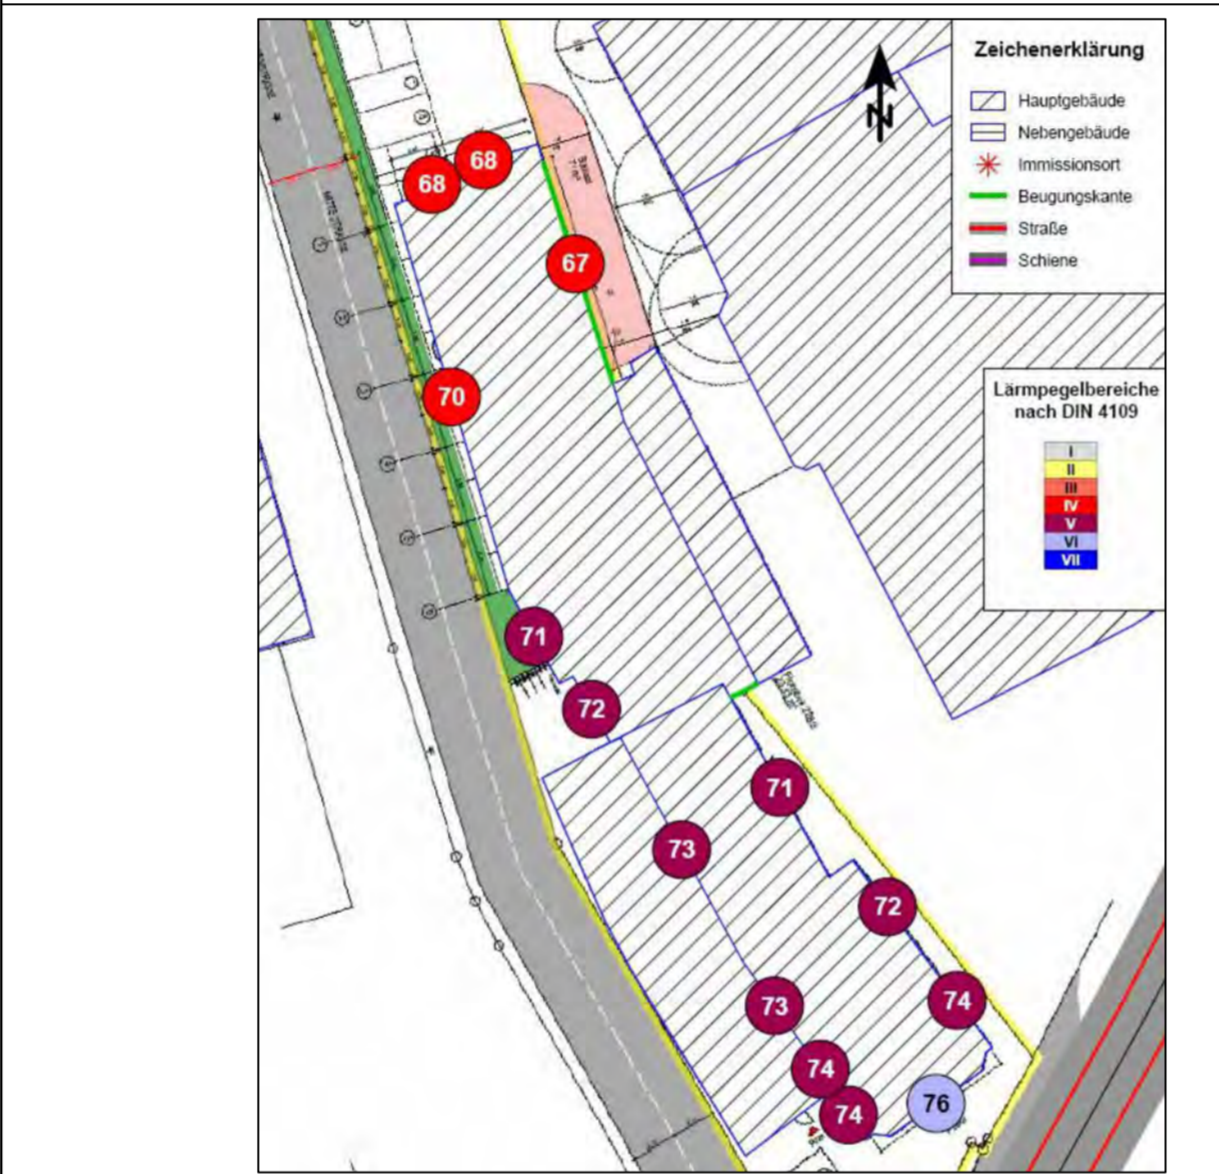 Zeichenerklärung
Hauptgebäude
Nebengebäude
Immissionsort
Beugungskante
Straße
Schiene
N
Lärmpegelbereiche
nach DIN 4109
I
II
III
IV
V
VI
VII
68
68
67
70
71
72
71
73
72
73
74
74
74
76